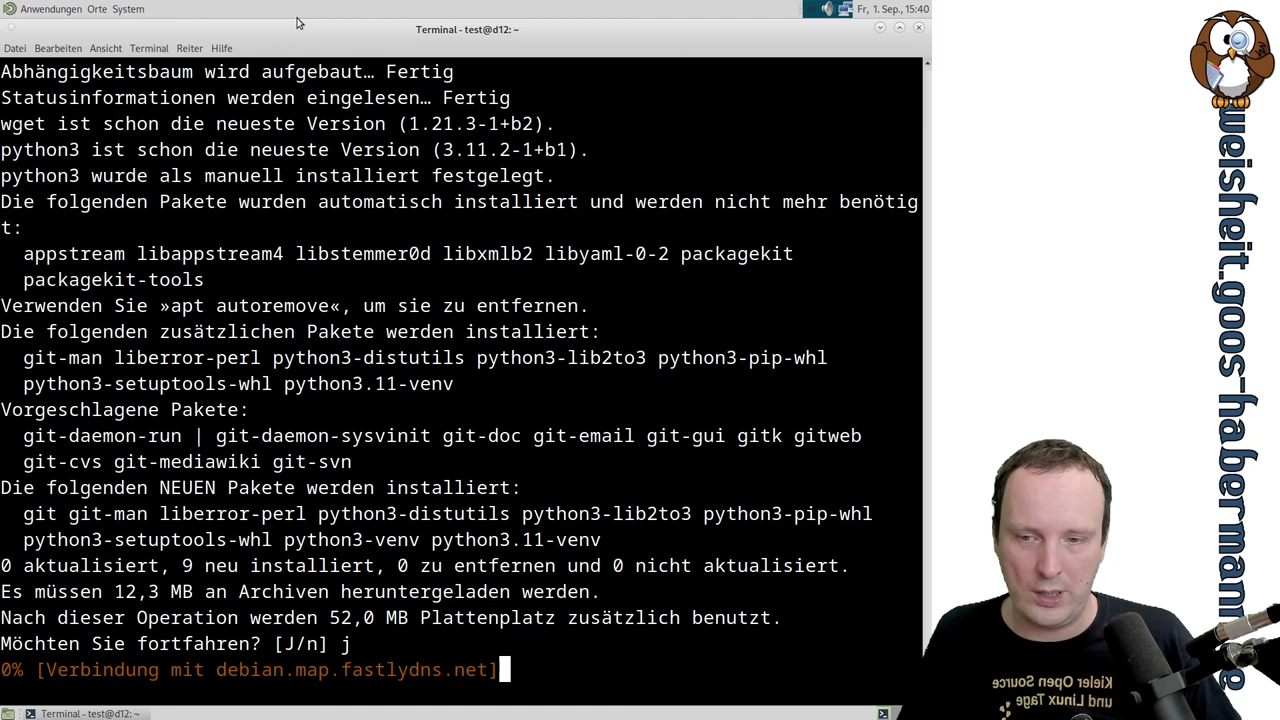 Anwendungen Orte System
Fr, 1. Sep., 15:40
Terminal - test@d12: ~
Datei Bearbeiten Ansicht Terminal Reiter Hilfe
Abhängigkeitsbaum wird aufgebaut… Fertig
Statusinformationen werden eingelesen… Fertig
wget ist schon die neueste Version (1.21.3-1+b2).
python3 ist schon die neueste Version (3.11.2-1+b1).
python3 wurde als manuell installiert festgelegt.
Die folgenden Pakete wurden automatisch installiert und werden nicht mehr benötig
t:
appstream libappstream4 libstemmer0d libxmlb2 libyaml-0-2 packagekit
packagekit-tools
Verwenden Sie »apt autoremove«, um sie zu entfernen.
Die folgenden zusätzlichen Pakete werden installiert:
git-man liberror-perl python3-distutils python3-lib2to3 python3-pip-whl
python3-setuptools-whl python3.11-venv
Vorgeschlagene Pakete:
git-daemon-run | git-daemon-sysvinit git-doc git-email git-gui gitk gitweb
git-cvs git-mediawiki git-svn
Die folgenden NEUEN Pakete werden installiert:
git git-man liberror-perl python3-distutils python3-lib2to3 python3-pip-whl
python3-setuptools-whl python3-venv python3.11-venv
0 aktualisiert, 9 neu installiert, 0 zu entfernen und 0 nicht aktualisiert.
Es müssen 12,3 MB an Archiven heruntergeladen werden.
Nach dieser Operation werden 52,0 MB Plattenplatz zusätzlich benutzt.
Möchten Sie fortfahren? [J/n] j
0% [Verbindung mit debian.map.fastlydns.net]
Terminal - test@d12: ~
weisheit.goos-habermann.de
Kieler Open Source
und Linux Tage